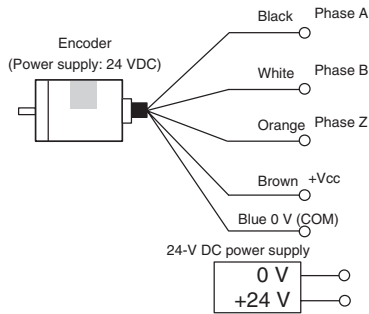 Encoder
(Power supply: 24 VDC)
Black Phase A
White Phase B
Orange Phase Z
Brown +Vcc
Blue 0 V (COM)
24-V DC power supply
0 V
+24 V